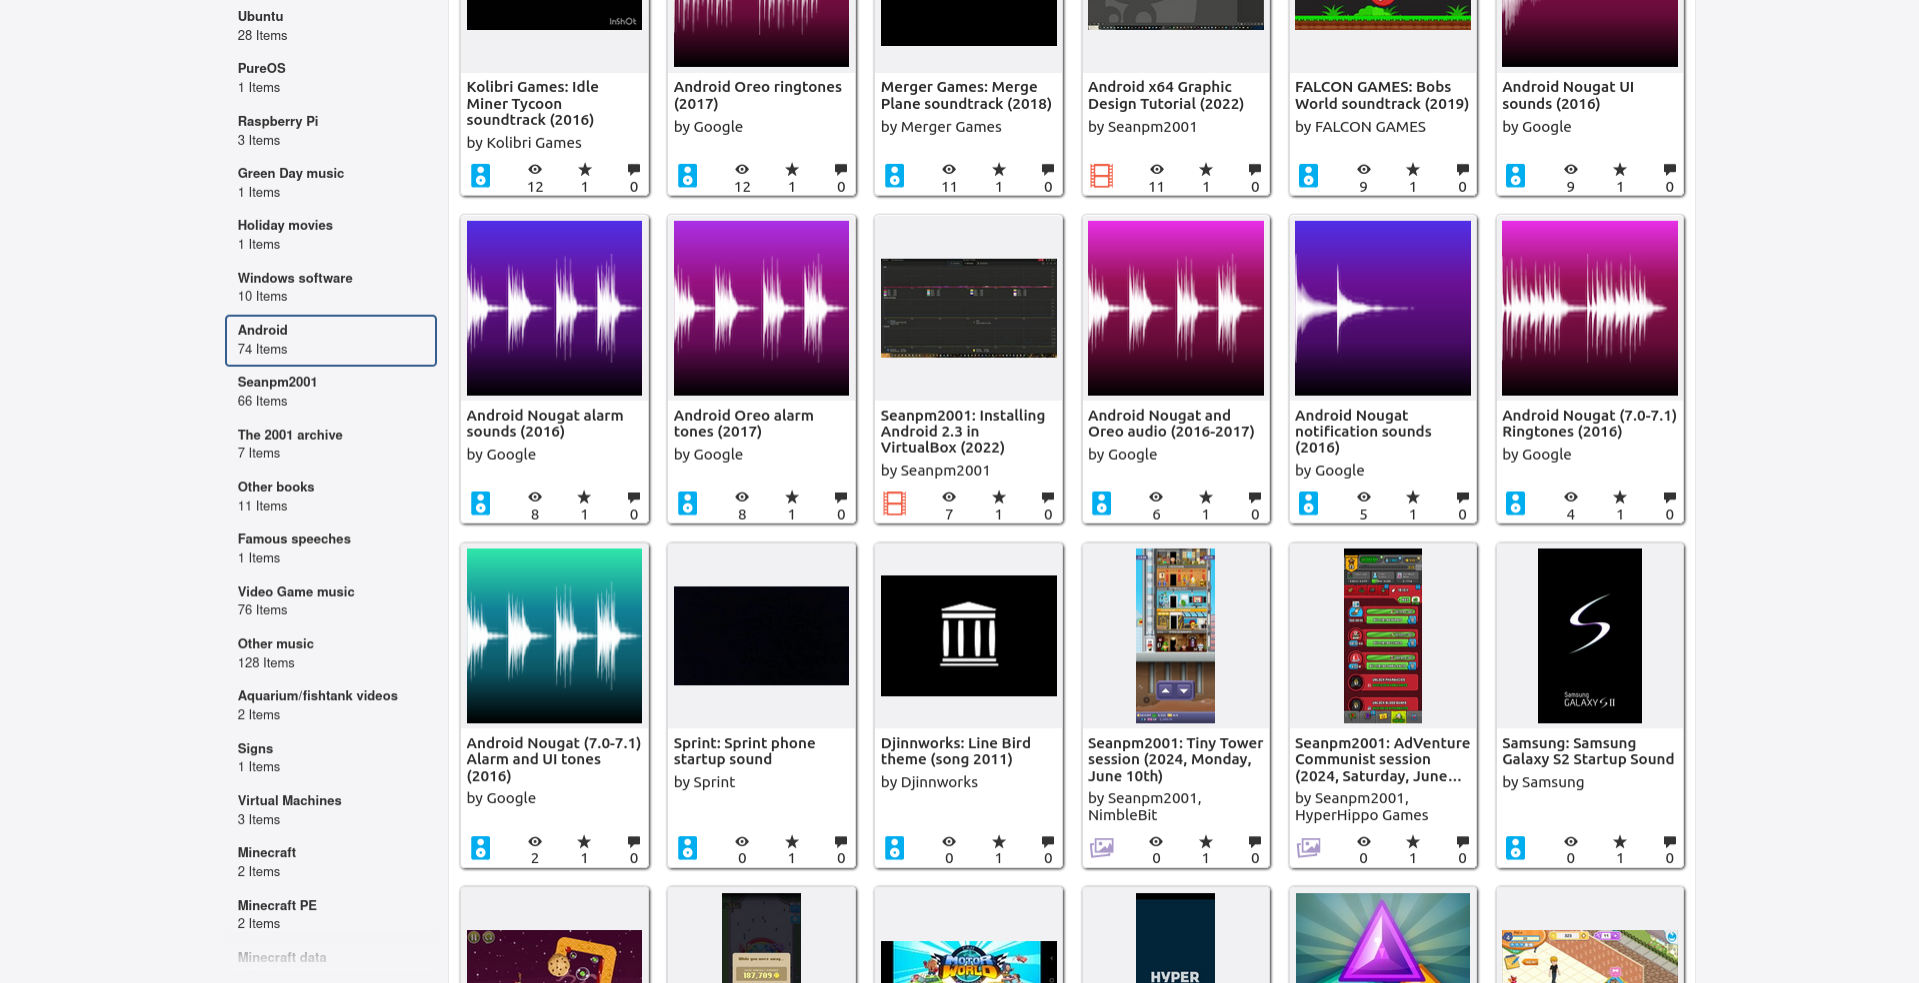 Ubuntu
28 Items
PureOS
1 Items
Raspberry Pi
3 Items
Green Day music
1 Items
Holiday movies
1 Items
Windows software
10 Items
Android
74 Items
Seanpm2001
66 Items
The 2001 archive
7 Items
Other books
11 Items
Famous speeches
1 Items
Video Game music
76 Items
Other music
128 Items
Aquarium/fishtank videos
2 Items
Signs
1 Items
Virtual Machines
3 Items
Minecraft
2 Items
Minecraft PE
2 Items
Minecraft data
InShOt
Kolibri Games: Idle
Miner Tycoon
soundtrack (2016)
by Kolibri Games
12 1 0
Android Oreo ringtones
(2017)
by Google
12 1 0
Merger Games: Merge
Plane soundtrack (2018)
by Merger Games
11 1 0
Android x64 Graphic
Design Tutorial (2022)
by Seanpm2001
11 1 0
FALCON GAMES: Bobs
World soundtrack (2019)
by FALCON GAMES
9 1 0
Android Nougat UI
sounds (2016)
by Google
9 1 0
Android Nougat alarm
sounds (2016)
by Google
8 1 0
Android Oreo alarm
tones (2017)
by Google
8 1 0
Seanpm2001: Installing
Android 2.3 in
VirtualBox (2022)
by Seanpm2001
7 1 0
Android Nougat and
Oreo audio (2016-2017)
by Google
6 1 0
Android Nougat
notification sounds
(2016)
by Google
5 1 0
Android Nougat (7.0-7.1)
Ringtones (2016)
by Google
4 1 0
Android Nougat (7.0-7.1)
Alarm and UI tones
(2016)
by Google
2 1 0
Sprint: Sprint phone
startup sound
by Sprint
0 1 0
Djinnworks: Line Bird
theme (song 2011)
by Djinnworks
0 1 0
Seanpm2001: Tiny Tower
session (2024, Monday,
June 10th)
by Seanpm2001,
NimbleBit
0 1 0
Seanpm2001: AdVenture
Communist session
(2024, Saturday, June...
by Seanpm2001,
HyperHippo Games
0 1 0
Samsung
GALAXY S II
Samsung: Samsung
Galaxy S2 Startup Sound
by Samsung
0 1 0
187,709
MOTOR
WORLD
HYPER